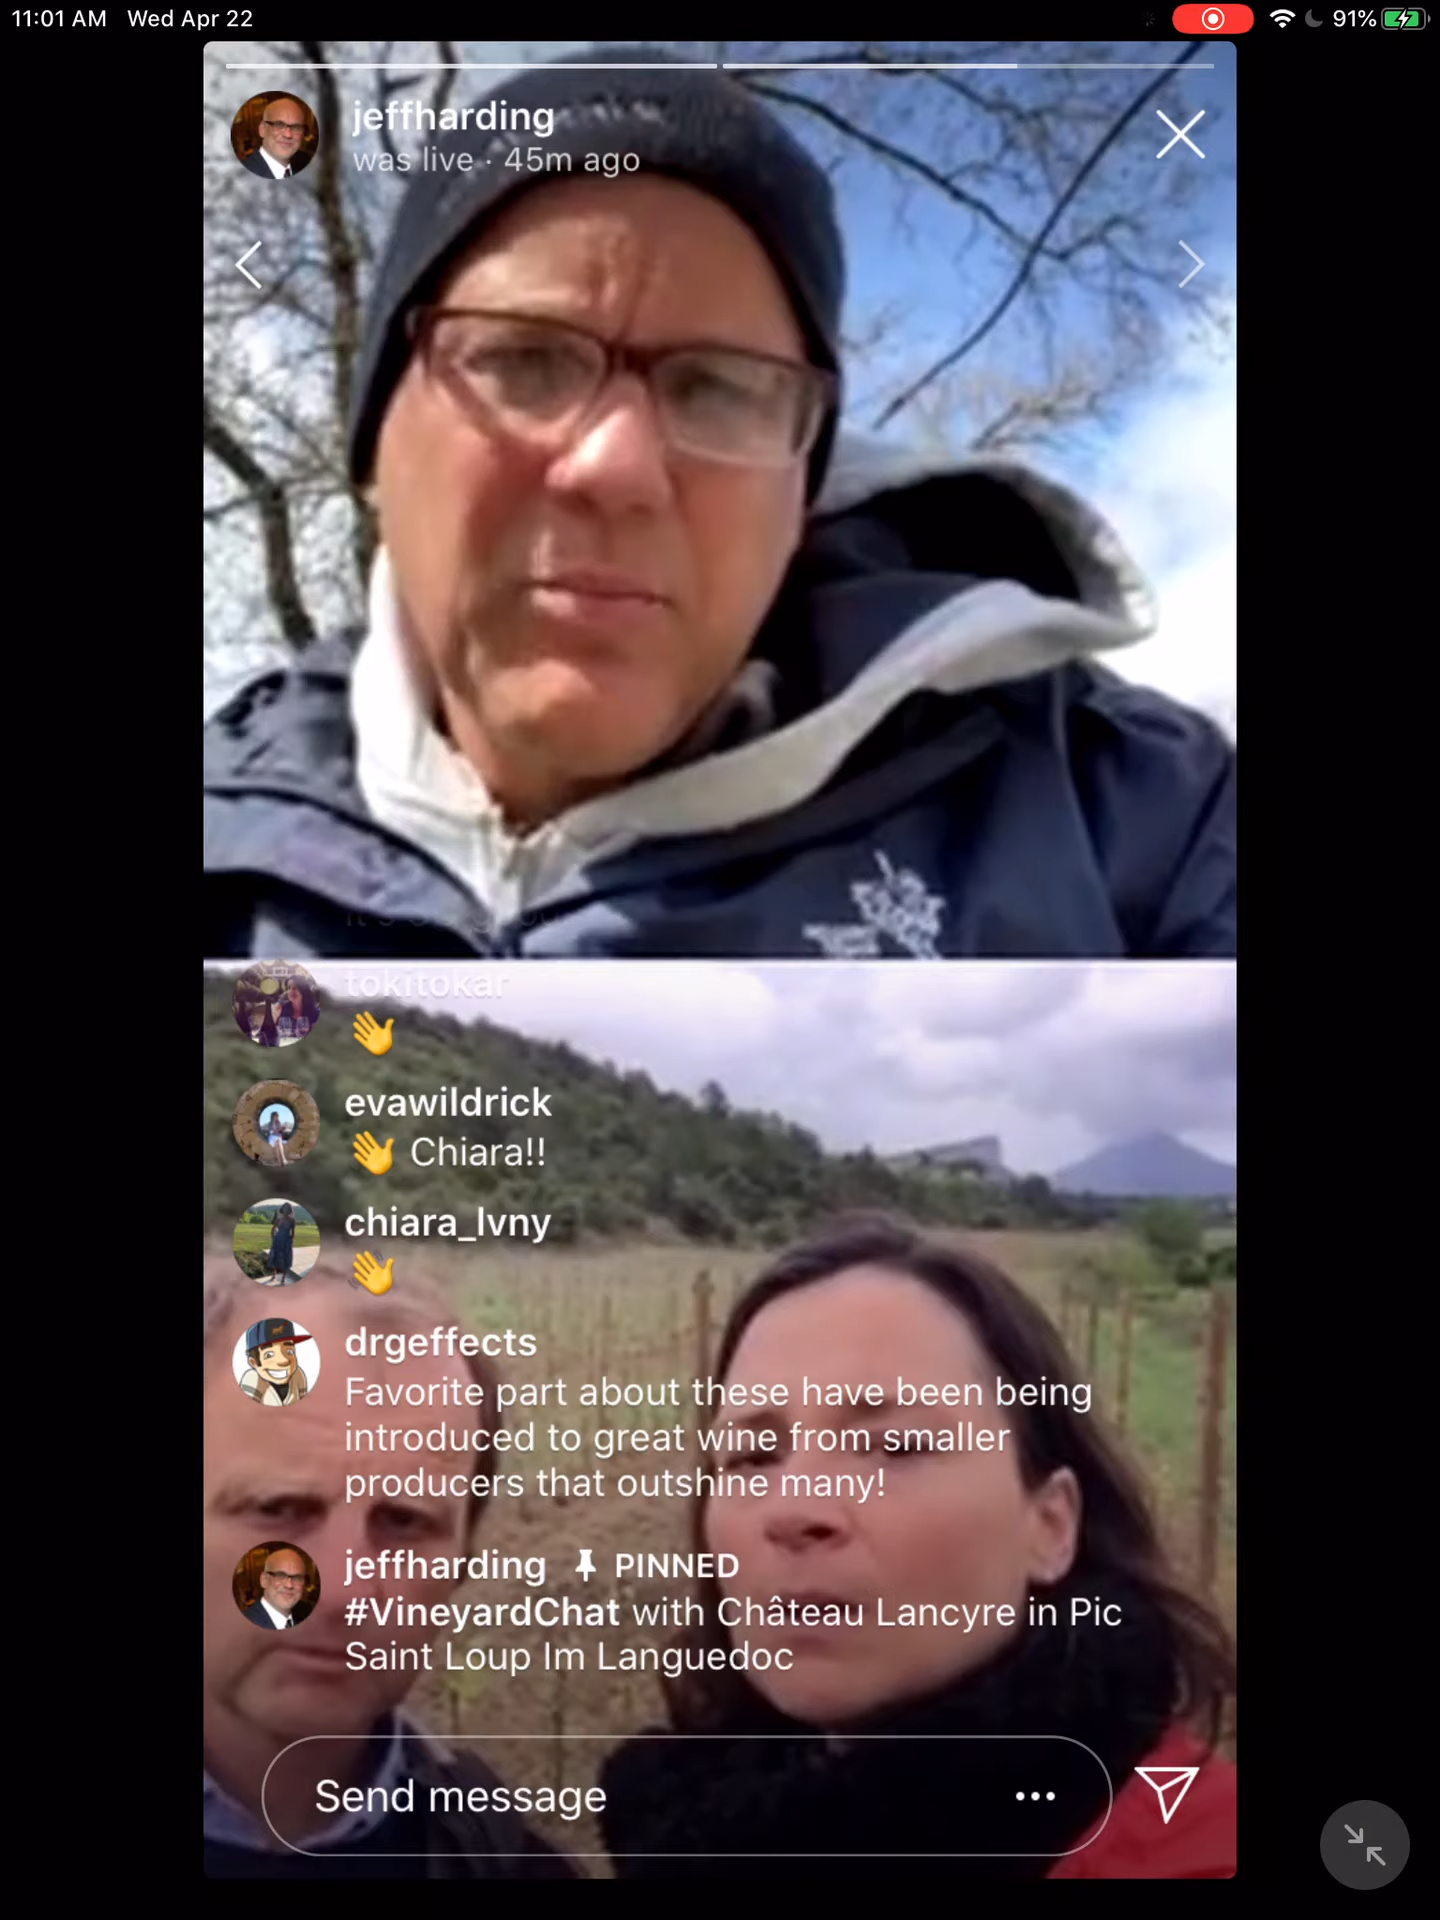 11:01 AM Wed Apr 22
91%
jeffharding
was live · 45m ago
tokitokar
👋
evawildrick
👋 Chiara!!
chiara_lvny
👋
drgeffects
Favorite part about these have been being
introduced to great wine from smaller
producers that outshine many!
jeffharding PINNED
#VineyardChat with Château Lancyre in Pic
Saint Loup Im Languedoc
Send message